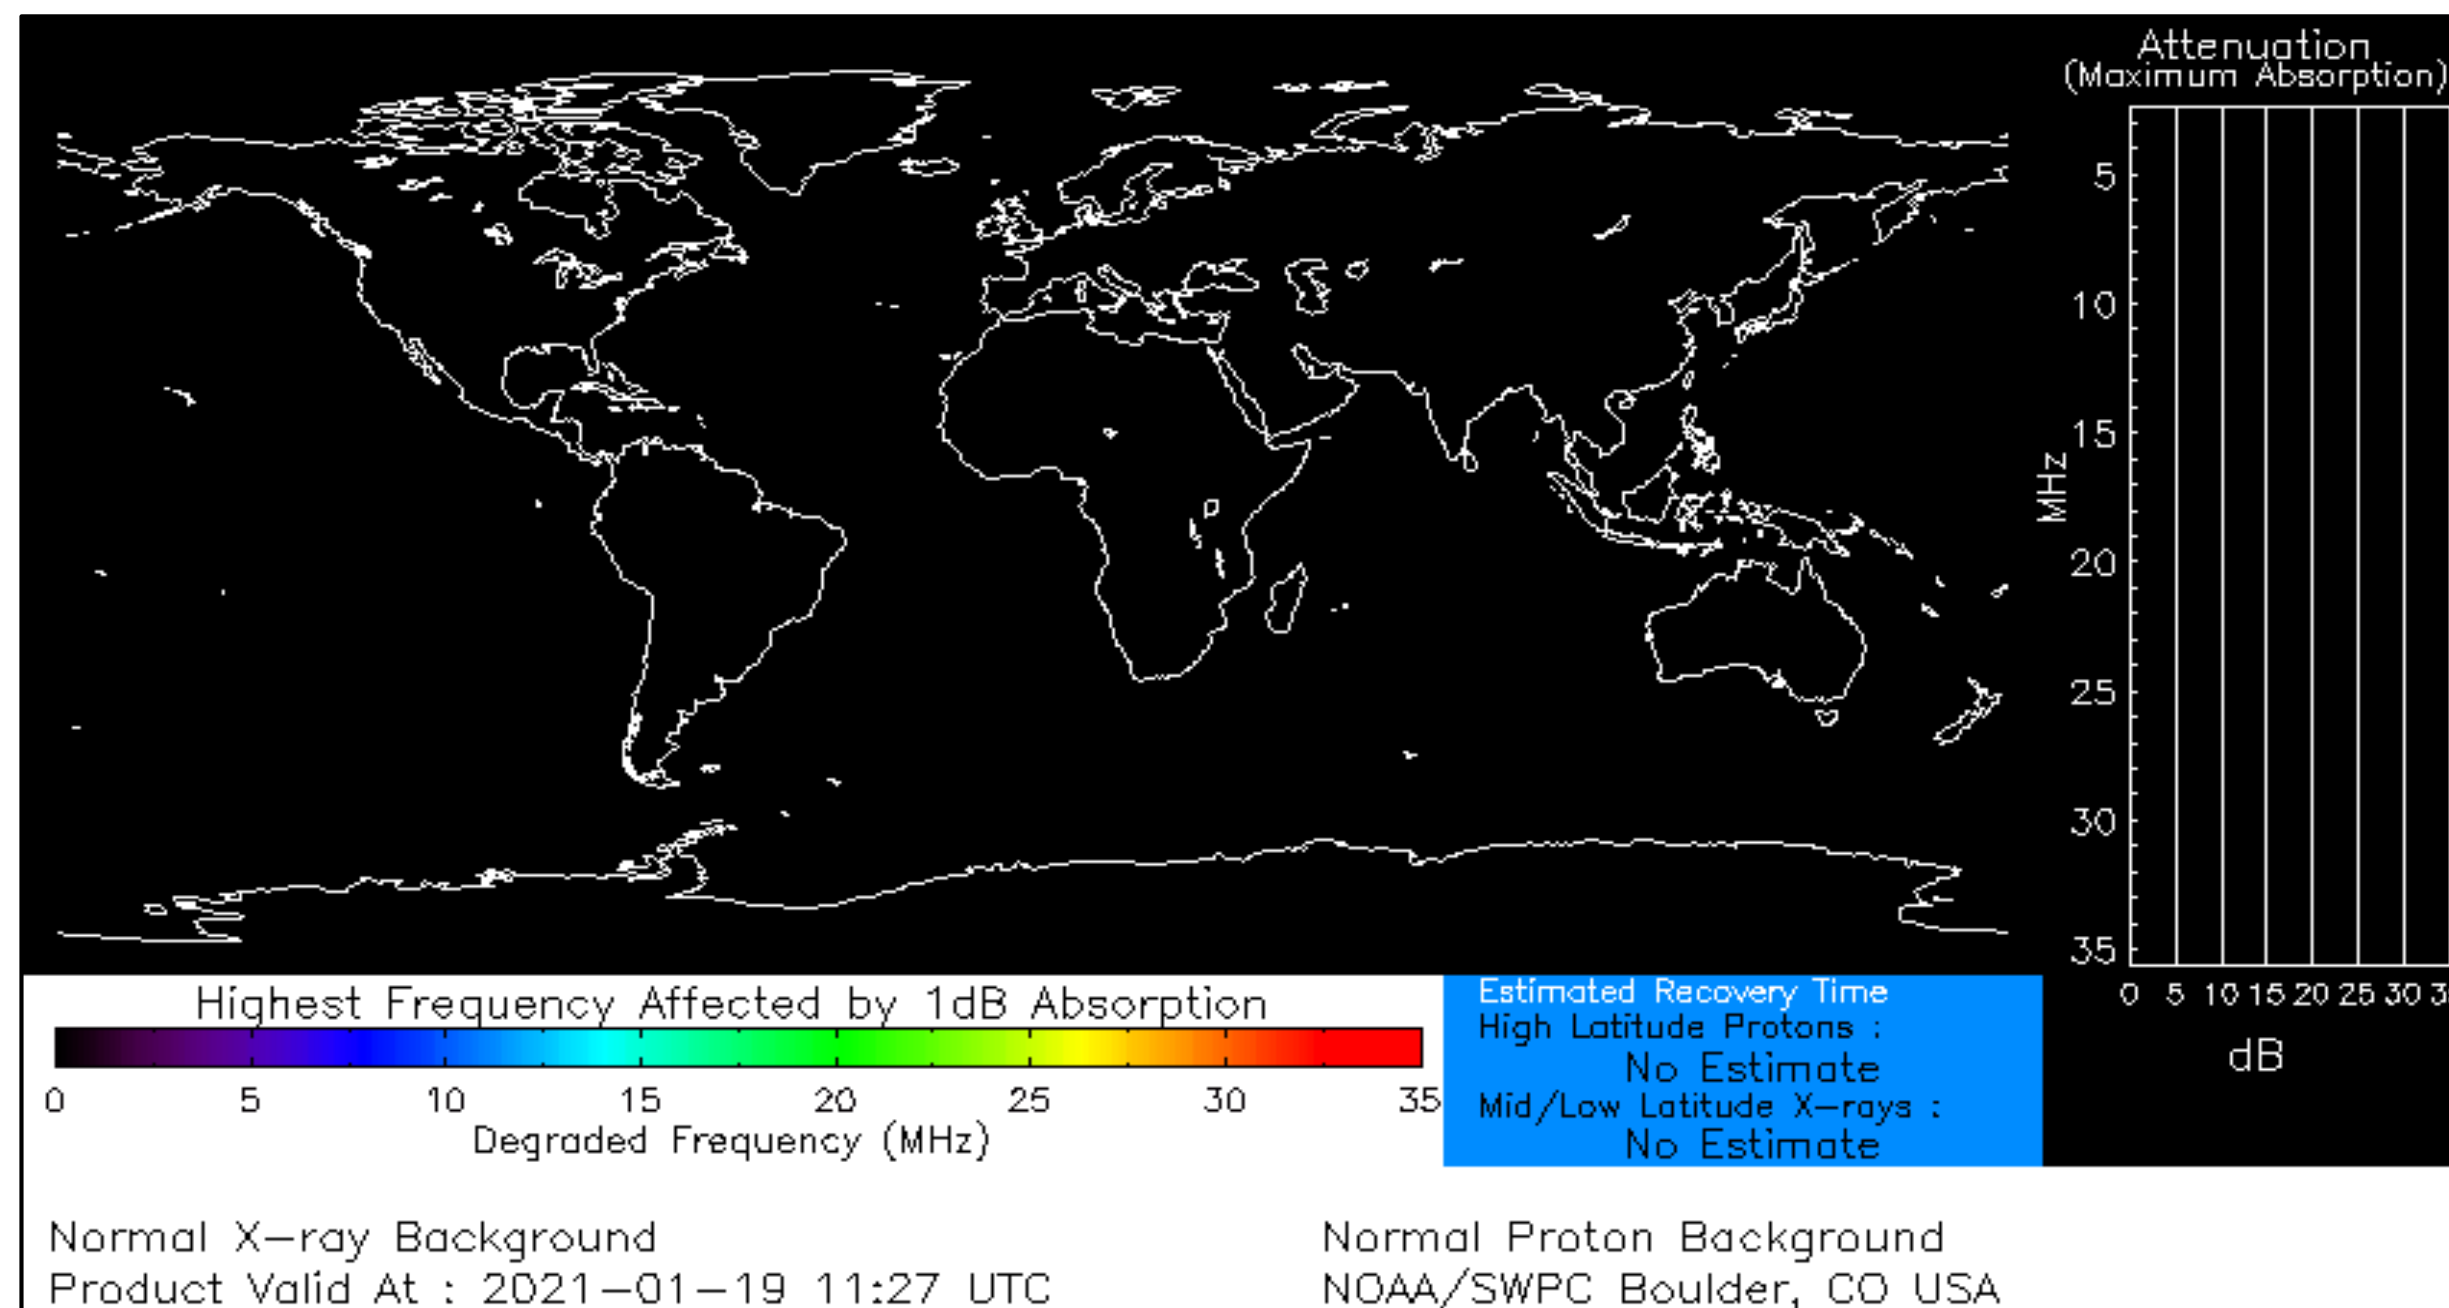 Attenuation
(Maximum Absorption)
5
10
15
20
25
30
35
MHz
0 5 10 15 20 25 30
dB
Highest Frequency Affected by 1dB Absorption
0 5 10 15 20 25 30 35
Degraded Frequency (MHz)
Estimated Recovery Time
High Latitude Protons :
No Estimate
Mid/Low Latitude X-rays :
No Estimate
Normal X-ray Background
Normal Proton Background
Product Valid At : 2021-01-19 11:27 UTC
NOAA/SWPC Boulder, CO USA